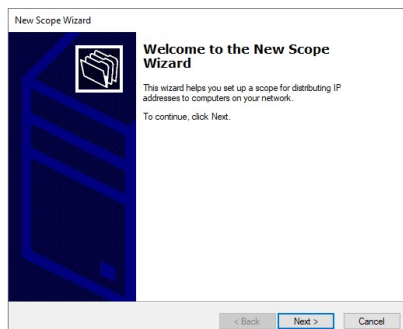 New Scope Wizard
Welcome to the New Scope
Wizard
This wizard helps you set up a scope for distributing IP
addresses to computers on your network.
To continue, click Next.
< Back
Next >
Cancel